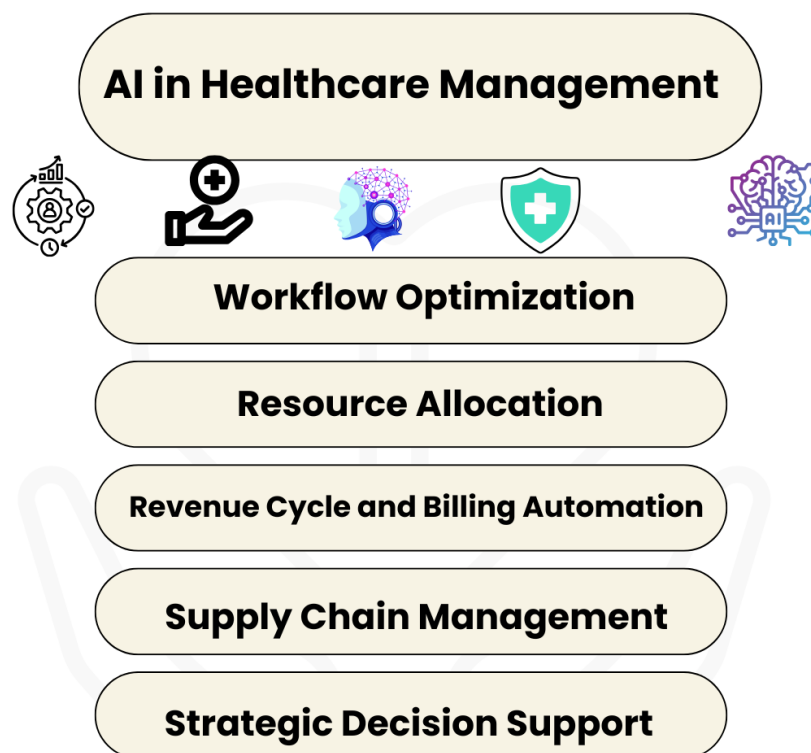 AI in Healthcare Management
AI
Workflow Optimization
Resource Allocation
Revenue Cycle and Billing Automation
Supply Chain Management
Strategic Decision Support